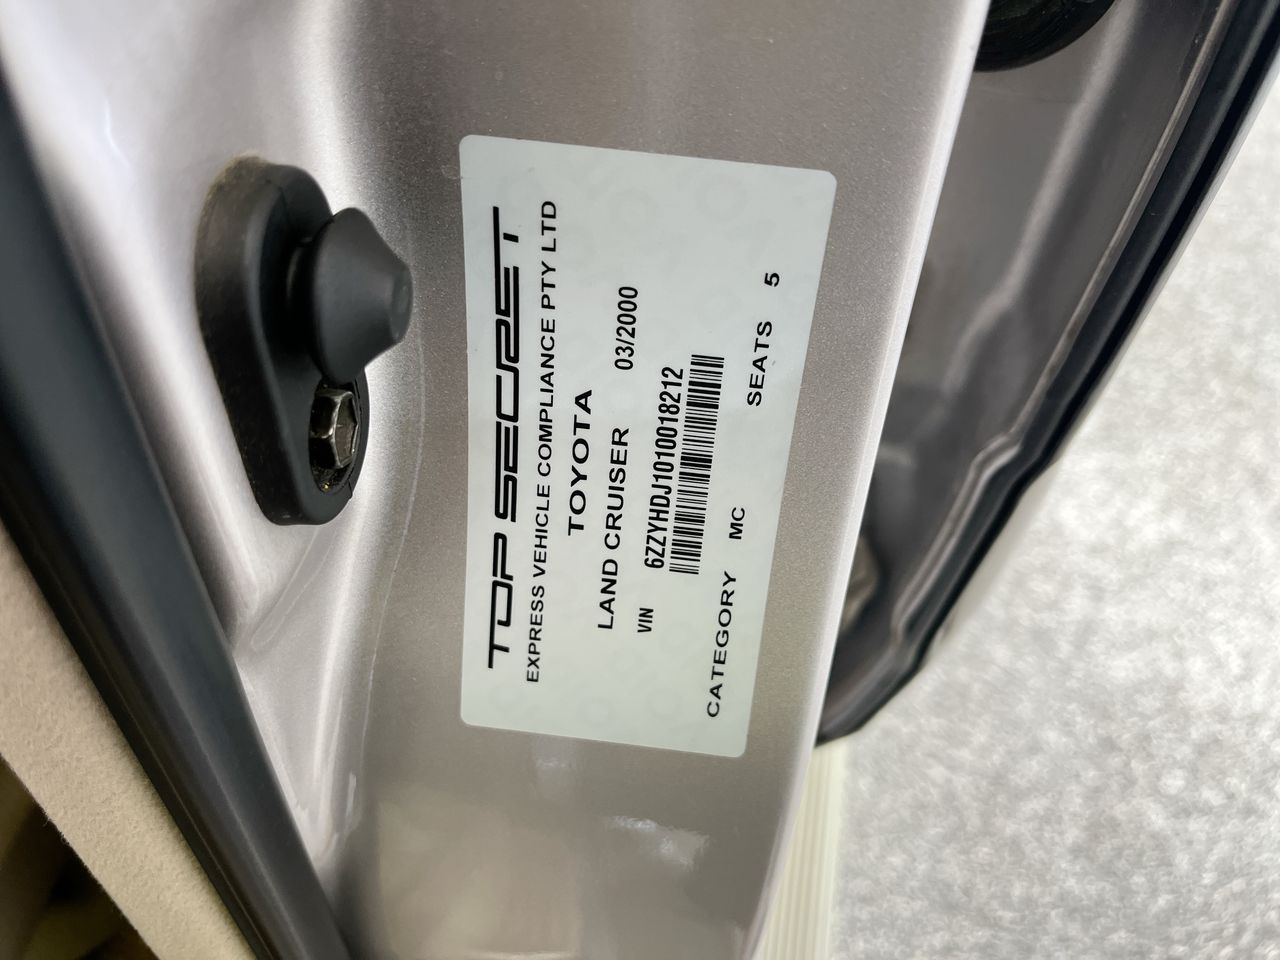 TOP SECRET
EXPRESS VEHICLE COMPLIANCE PTY LTD
TOYOTA
LAND CRUISER 03/2000
VIN 6ZZYHDJ1010018212
CATEGORY MC SEATS 5